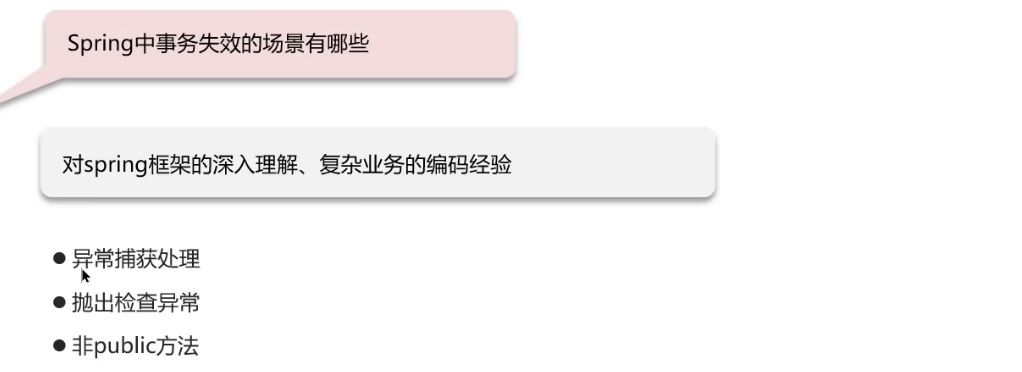 Spring中事务失效的场景有哪些
对spring框架的深入理解、复杂业务的编码经验
异常捕获处理
抛出检查异常
非public方法